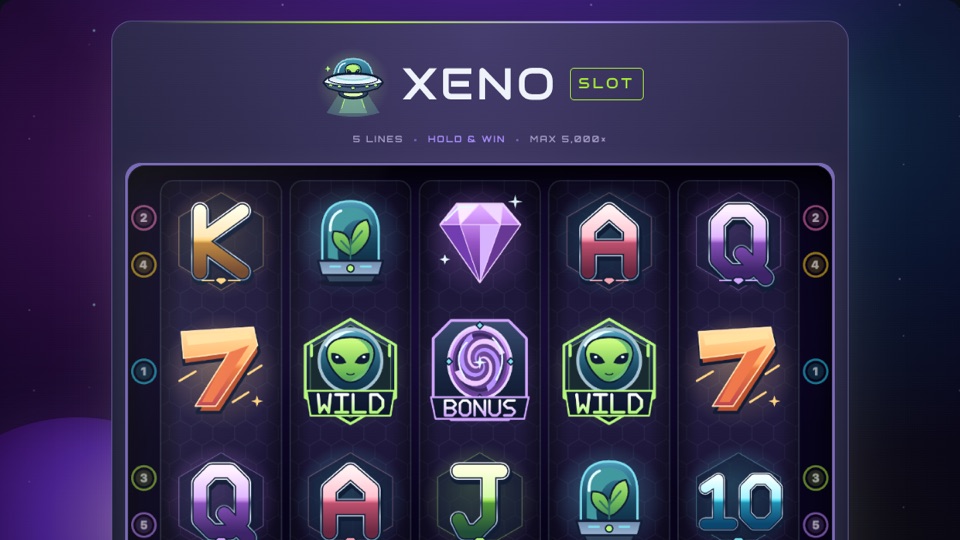 XENO SLOT
5 LINES • HOLD & WIN • MAX 5,000x
2 K A Q 2
4 4
1 7 WILD BONUS WILD 7 1
3 Q A J 10 3
5 5